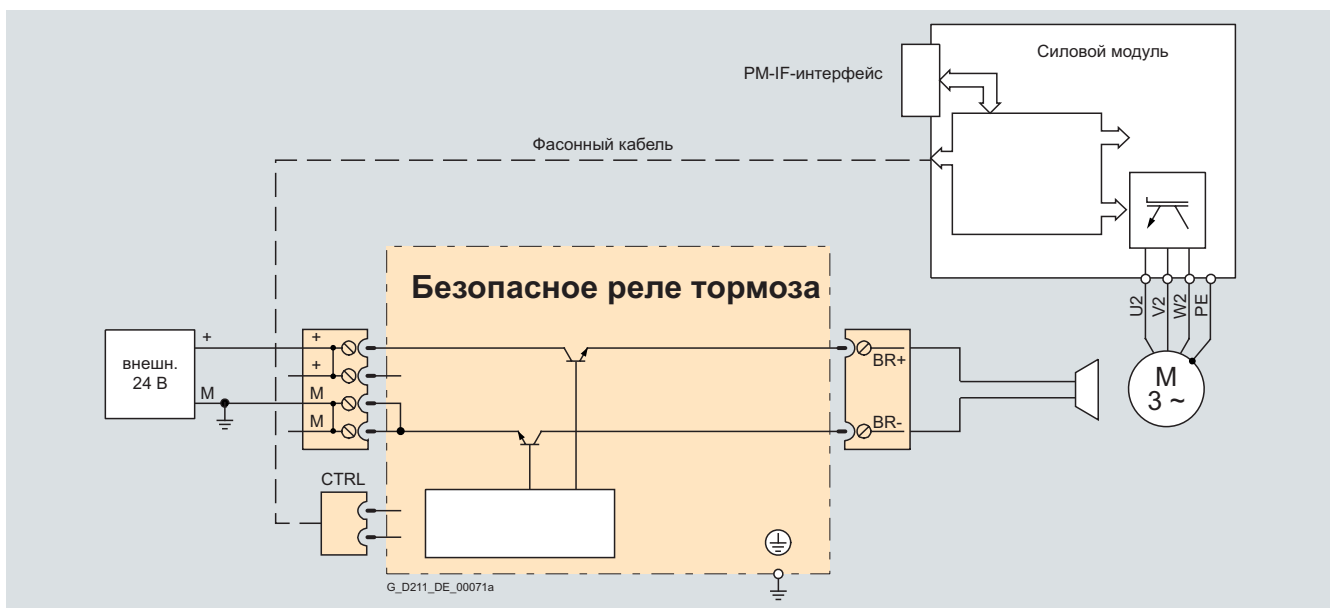 Силовой модуль
PM-IF-интерфейс
Фасонный кабель
Безопасное реле тормоза
внешн.
24 В
+
M
+
+
M
M
BR+
BR-
CTRL
U2
V2
W2
PE
M
3 ~
G_D211_DE_00071a